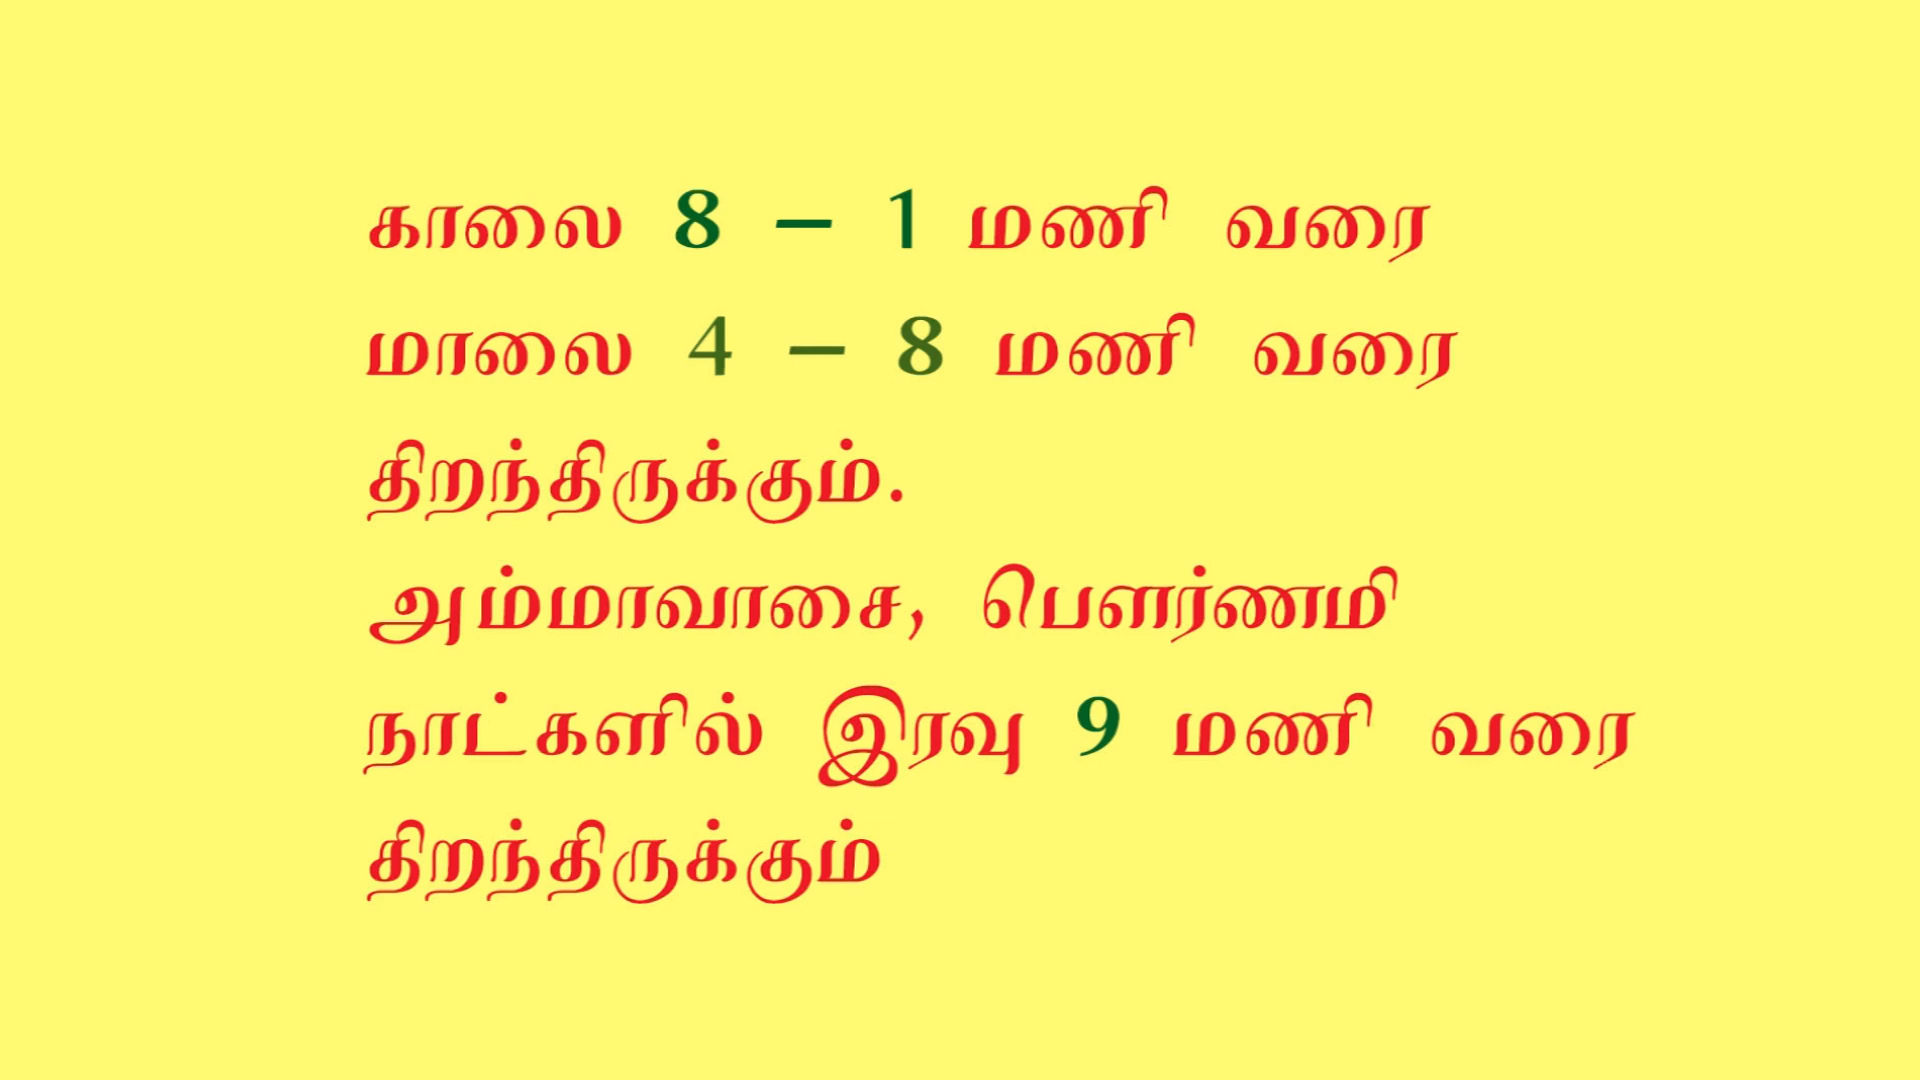 காலை 8 – 1 மணி வரை
மாலை 4 – 8 மணி வரை
திறந்திருக்கும்.
அம்மாவாசை, பௌர்ணமி
நாட்களில் இரவு 9 மணி வரை
திறந்திருக்கும்